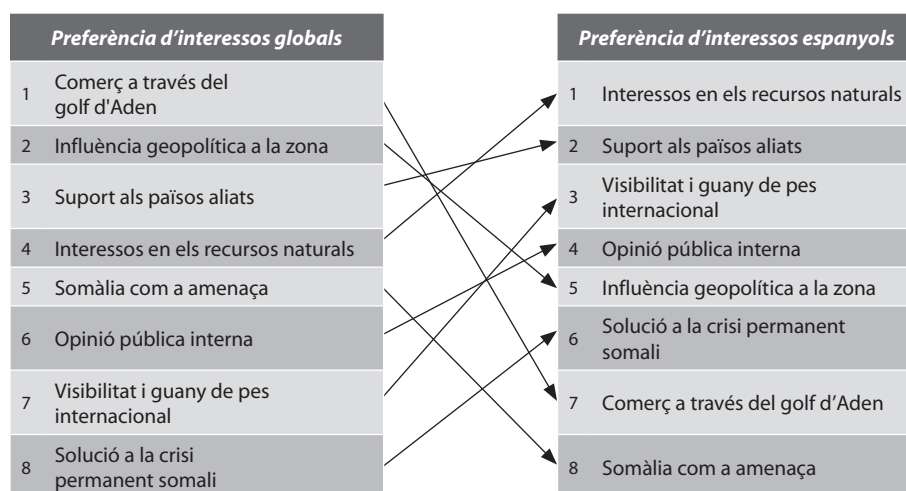 Preferència d’interessos globals
1 Comerç a través del
golf d'Aden
2 Influència geopolítica a la zona
3 Suport als països aliats
4 Interessos en els recursos naturals
5 Somàlia com a amenaça
6 Opinió pública interna
7 Visibilitat i guany de pes
internacional
8 Solució a la crisi
permanent somali
Preferència d’interessos espanyols
1 Interessos en els recursos naturals
2 Suport als països aliats
3 Visibilitat i guany de pes
internacional
4 Opinió pública interna
5 Influència geopolítica a la zona
6 Solució a la crisi permanent
somali
7 Comerç a través del golf d’Aden
8 Somàlia com a amenaça